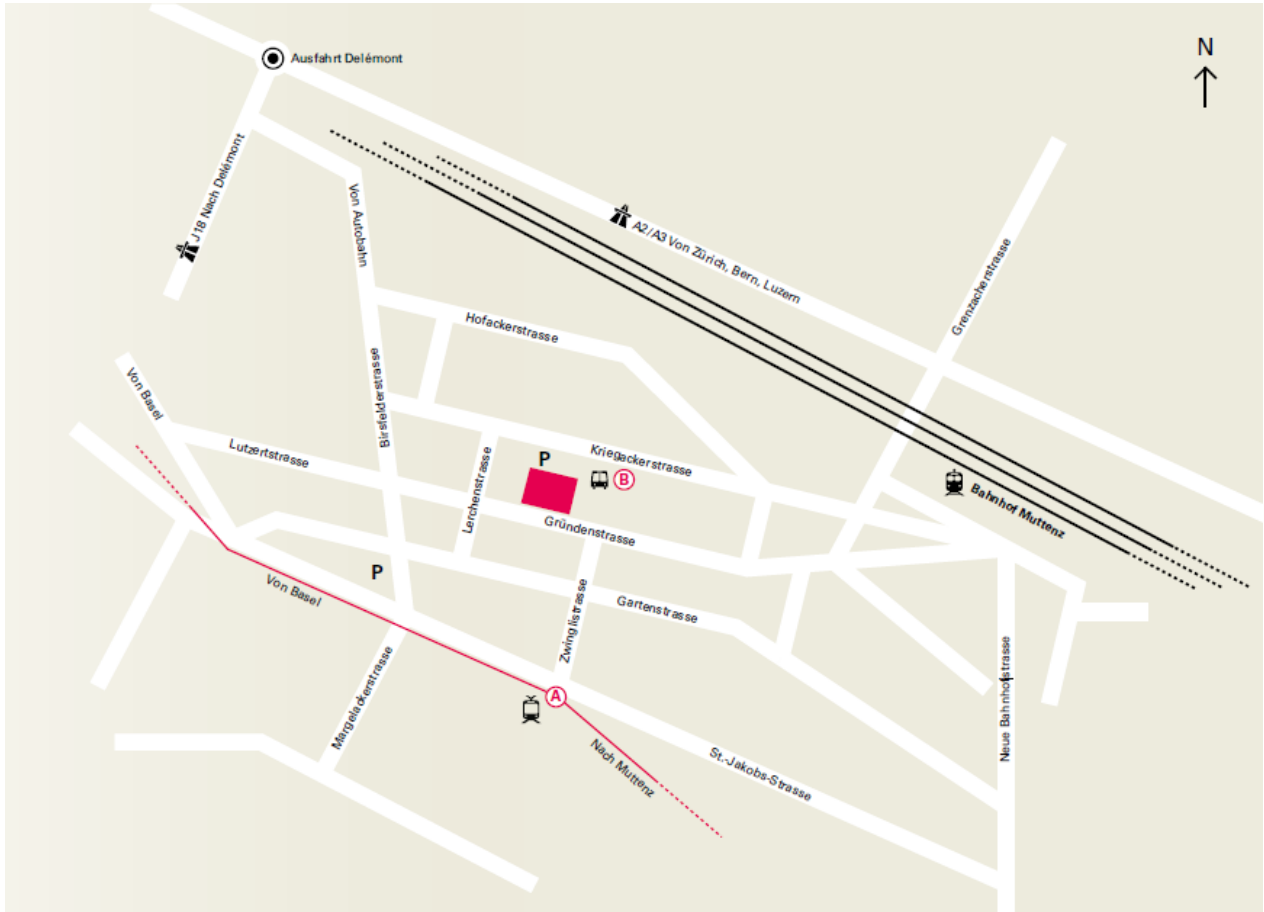 Ausfahrt Delémont
N
J18 Nach Delémont
Von Autobahn
A2/A3 Von Zürich, Bern, Luzern
Grenzacherstrasse
Hofackerstrasse
Von Basel
Birsfelderstrasse
Lutzertstrasse
Kriegackerstrasse
P
B
Lerchenstrasse
Bahnhof Muttenz
Gründenstrasse
P
Von Basel
Gartenstrasse
Zwinglistrasse
Margelackerstrasse
A
Neue Bahnhofstrasse
Nach Muttenz
St.-Jakobs-Strasse